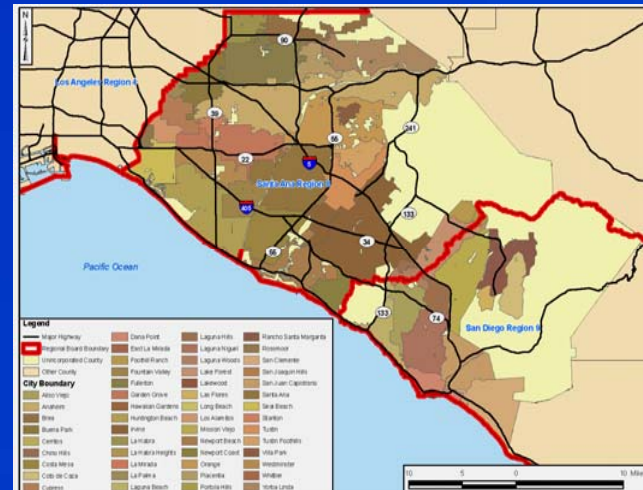 N
90
Los Angeles Region 4
39
241
55
22
5
Santa Ana Region 8
405
133
Pacific Ocean
55
34
133
74
San Diego Region 9
Legend
Major Highway
Regional Board Boundary
Unincorporated County
Other County
City Boundary
Aliso Viejo
Anaheim
Brea
Buena Park
Cerritos
Chino Hills
Costa Mesa
Coto de Caza
Cypress
Dana Point
East La Mirada
Foothill Ranch
Fountain Valley
Fullerton
Garden Grove
Hawaiian Gardens
Huntington Beach
Irvine
La Habra
La Habra Heights
La Mirada
La Palma
Laguna Beach
Laguna Hills
Laguna Niguel
Laguna Woods
Lake Forest
Lakewood
Las Flores
Long Beach
Los Alamitos
Mission Viejo
Newport Beach
Newport Coast
Orange
Placentia
Portola Hills
Rancho Santa Margarita
Rossmoor
San Clemente
San Joaquin Hills
San Juan Capistrano
Santa Ana
Seal Beach
Stanton
Tustin
Tustin Foothills
Villa Park
Westminster
Whittier
Yorba Linda
10 5 0 10 Miles